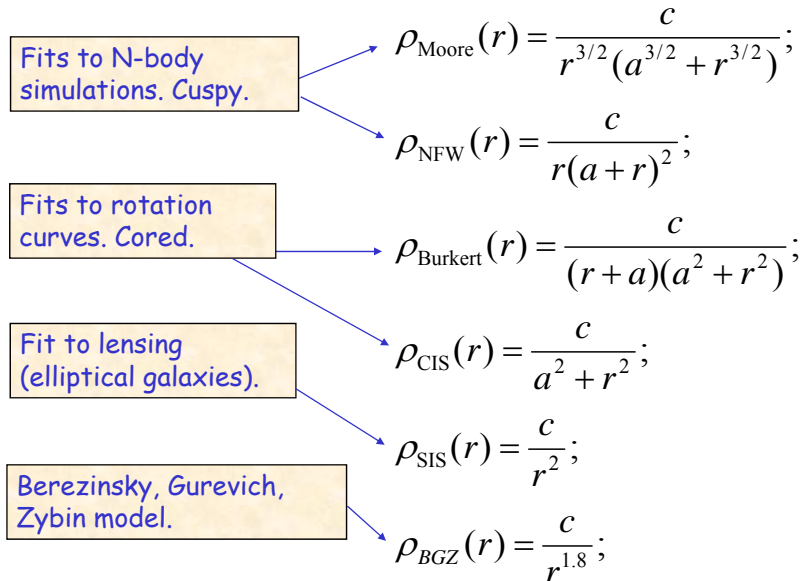 Fits to N-body
simulations. Cuspy.
ρ_Moore(r) = c / (r^{3/2}(a^{3/2} + r^{3/2}));
ρ_NFW(r) = c / (r(a + r)^2);
Fits to rotation
curves. Cored.
ρ_Burkert(r) = c / ((r + a)(a^2 + r^2));
ρ_CIS(r) = c / (a^2 + r^2);
Fit to lensing
(elliptical galaxies).
ρ_SIS(r) = c / r^2;
Berezinsky, Gurevich,
Zybin model.
ρ_BGZ(r) = c / r^{1.8};